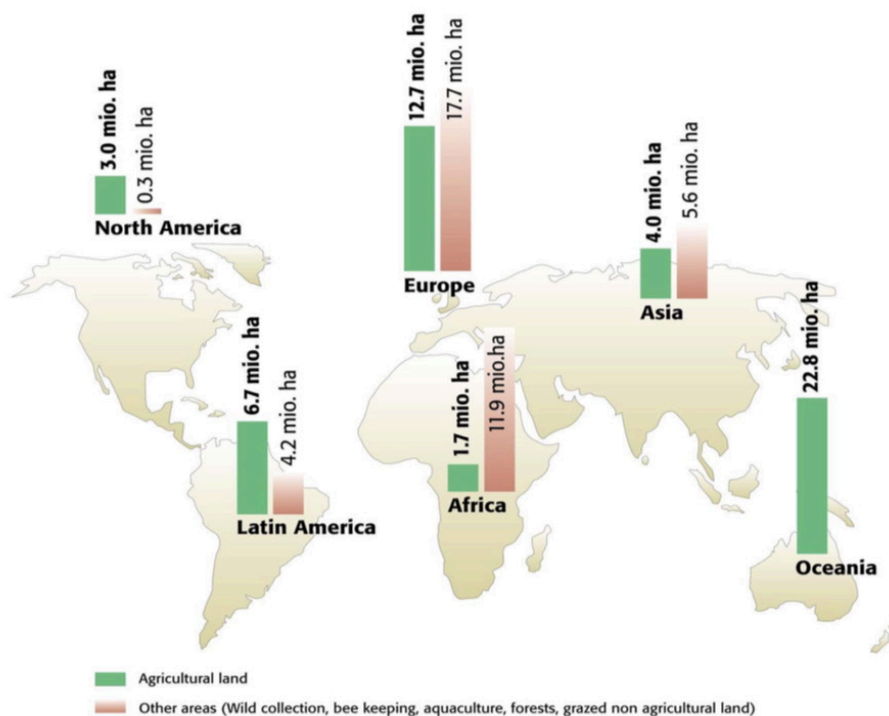 3.0 mio. ha
0.3 mio. ha
North America
12.7 mio. ha
17.7 mio. ha
Europe
4.0 mio. ha
5.6 mio. ha
Asia
6.7 mio. ha
4.2 mio. ha
Latin America
1.7 mio. ha
11.9 mio.ha
Africa
22.8 mio. ha
Oceania
Agricultural land
Other areas (Wild collection, bee keeping, aquaculture, forests, grazed non agricultural land)